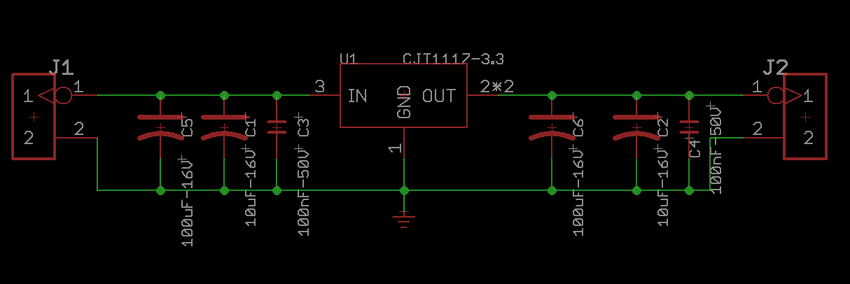 J1
1
2
1
2
C5
100uF-16V
C1
10uF-16V
C3
100nF-50V
U1
CJT1117-3.3
3
IN
GND
OUT
2*2
1
C6
100uF-16V
C2
10uF-16V
C4
100nF-50V
J2
1
2
1
2